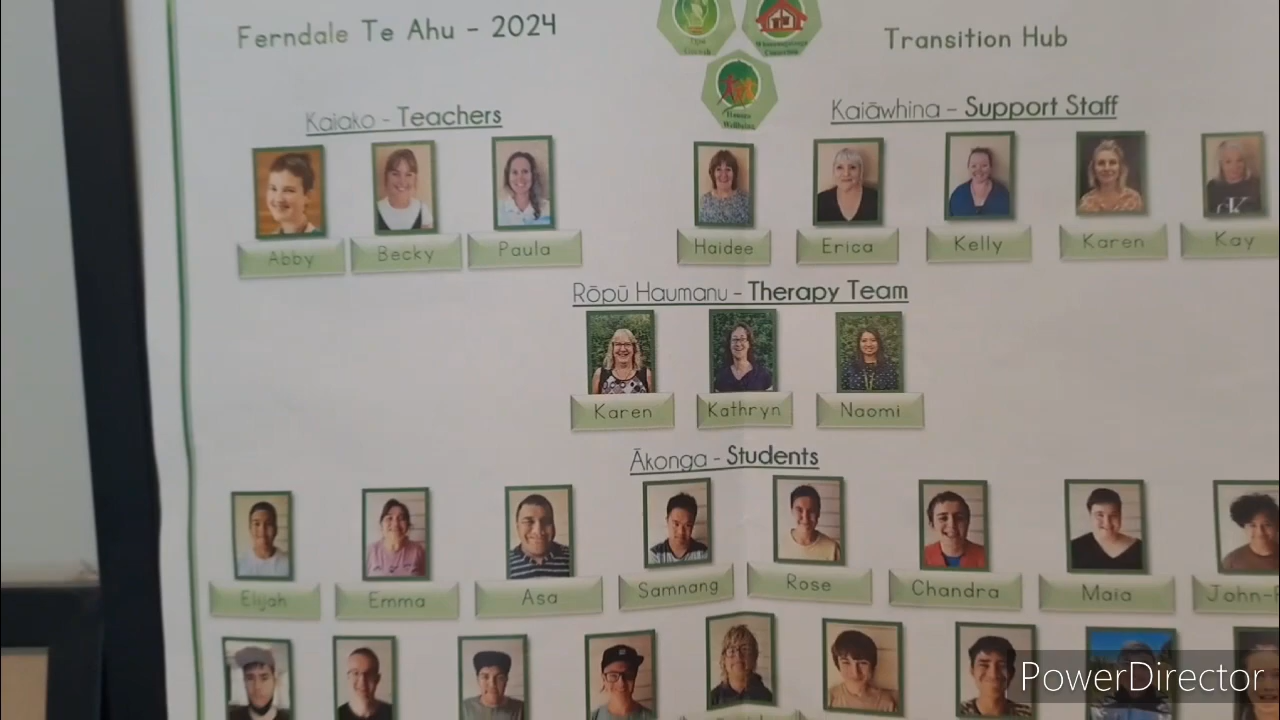 Ferndale Te Ahu - 2024
Transition Hub
Kaiako - Teachers
Kaiāwhina - Support Staff
Abby
Becky
Paula
Haidee
Erica
Kelly
Karen
Kay
Rōpū Haumanu - Therapy Team
Karen
Kathryn
Naomi
Ākonga - Students
Elijah
Emma
Asa
Samnang
Rose
Chandra
Maia
John-
PowerDirector